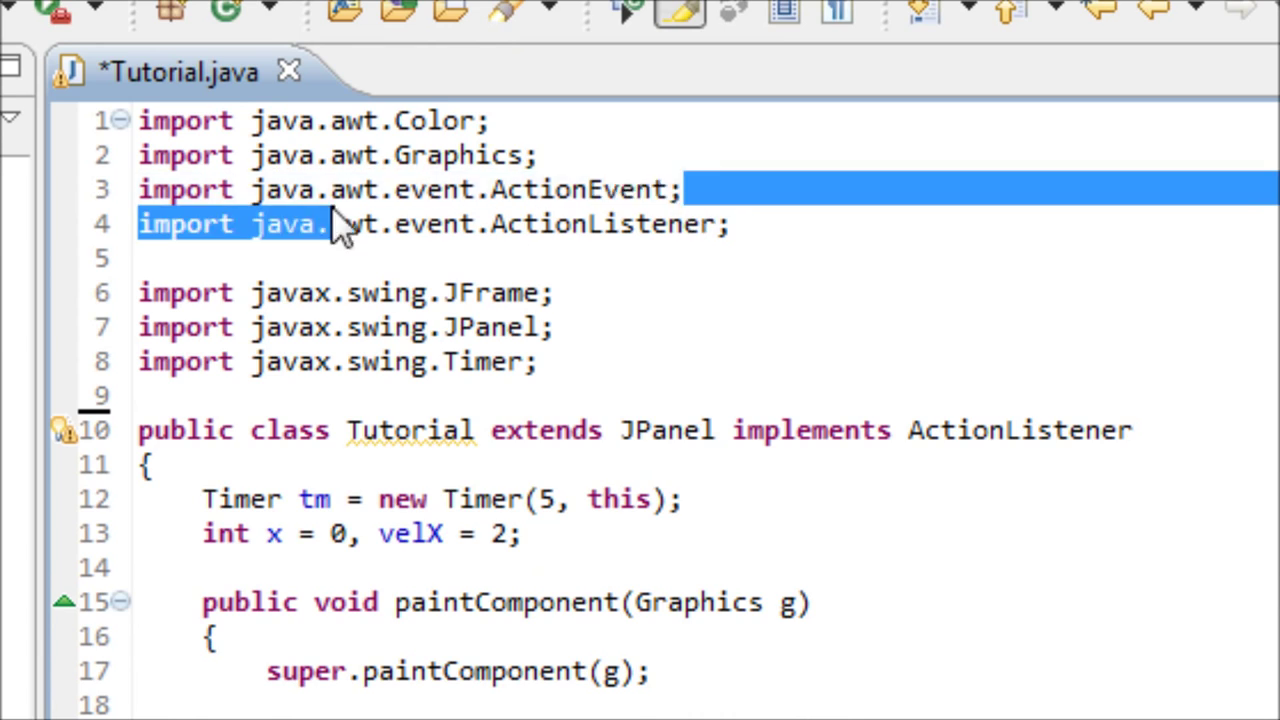 *Tutorial.java
1 import java.awt.Color;
2 import java.awt.Graphics;
3 import java.awt.event.ActionEvent;
4 import java.awt.event.ActionListener;
5
6 import javax.swing.JFrame;
7 import javax.swing.JPanel;
8 import javax.swing.Timer;
9
10 public class Tutorial extends JPanel implements ActionListener
11 {
12 Timer tm = new Timer(5, this);
13 int x = 0, velX = 2;
14
15 public void paintComponent(Graphics g)
16 {
17 super.paintComponent(g);
18